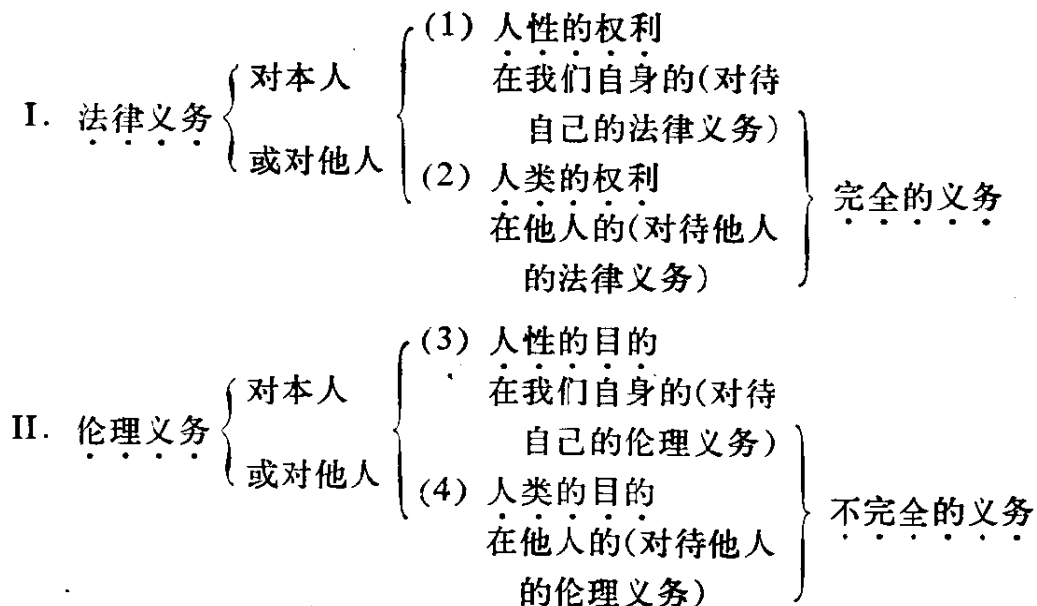 I. 法律义务
对本人
或对他人
(1) 人性的权利
在我们自身的(对待
自己的法律义务)
(2) 人类的权利
在他人的(对待他人
的法律义务)
完全的义务
II. 伦理义务
对本人
或对他人
(3) 人性的目的
在我们自身的(对待
自己的伦理义务)
(4) 人类的目的
在他人的(对待他人
的伦理义务)
不完全的义务